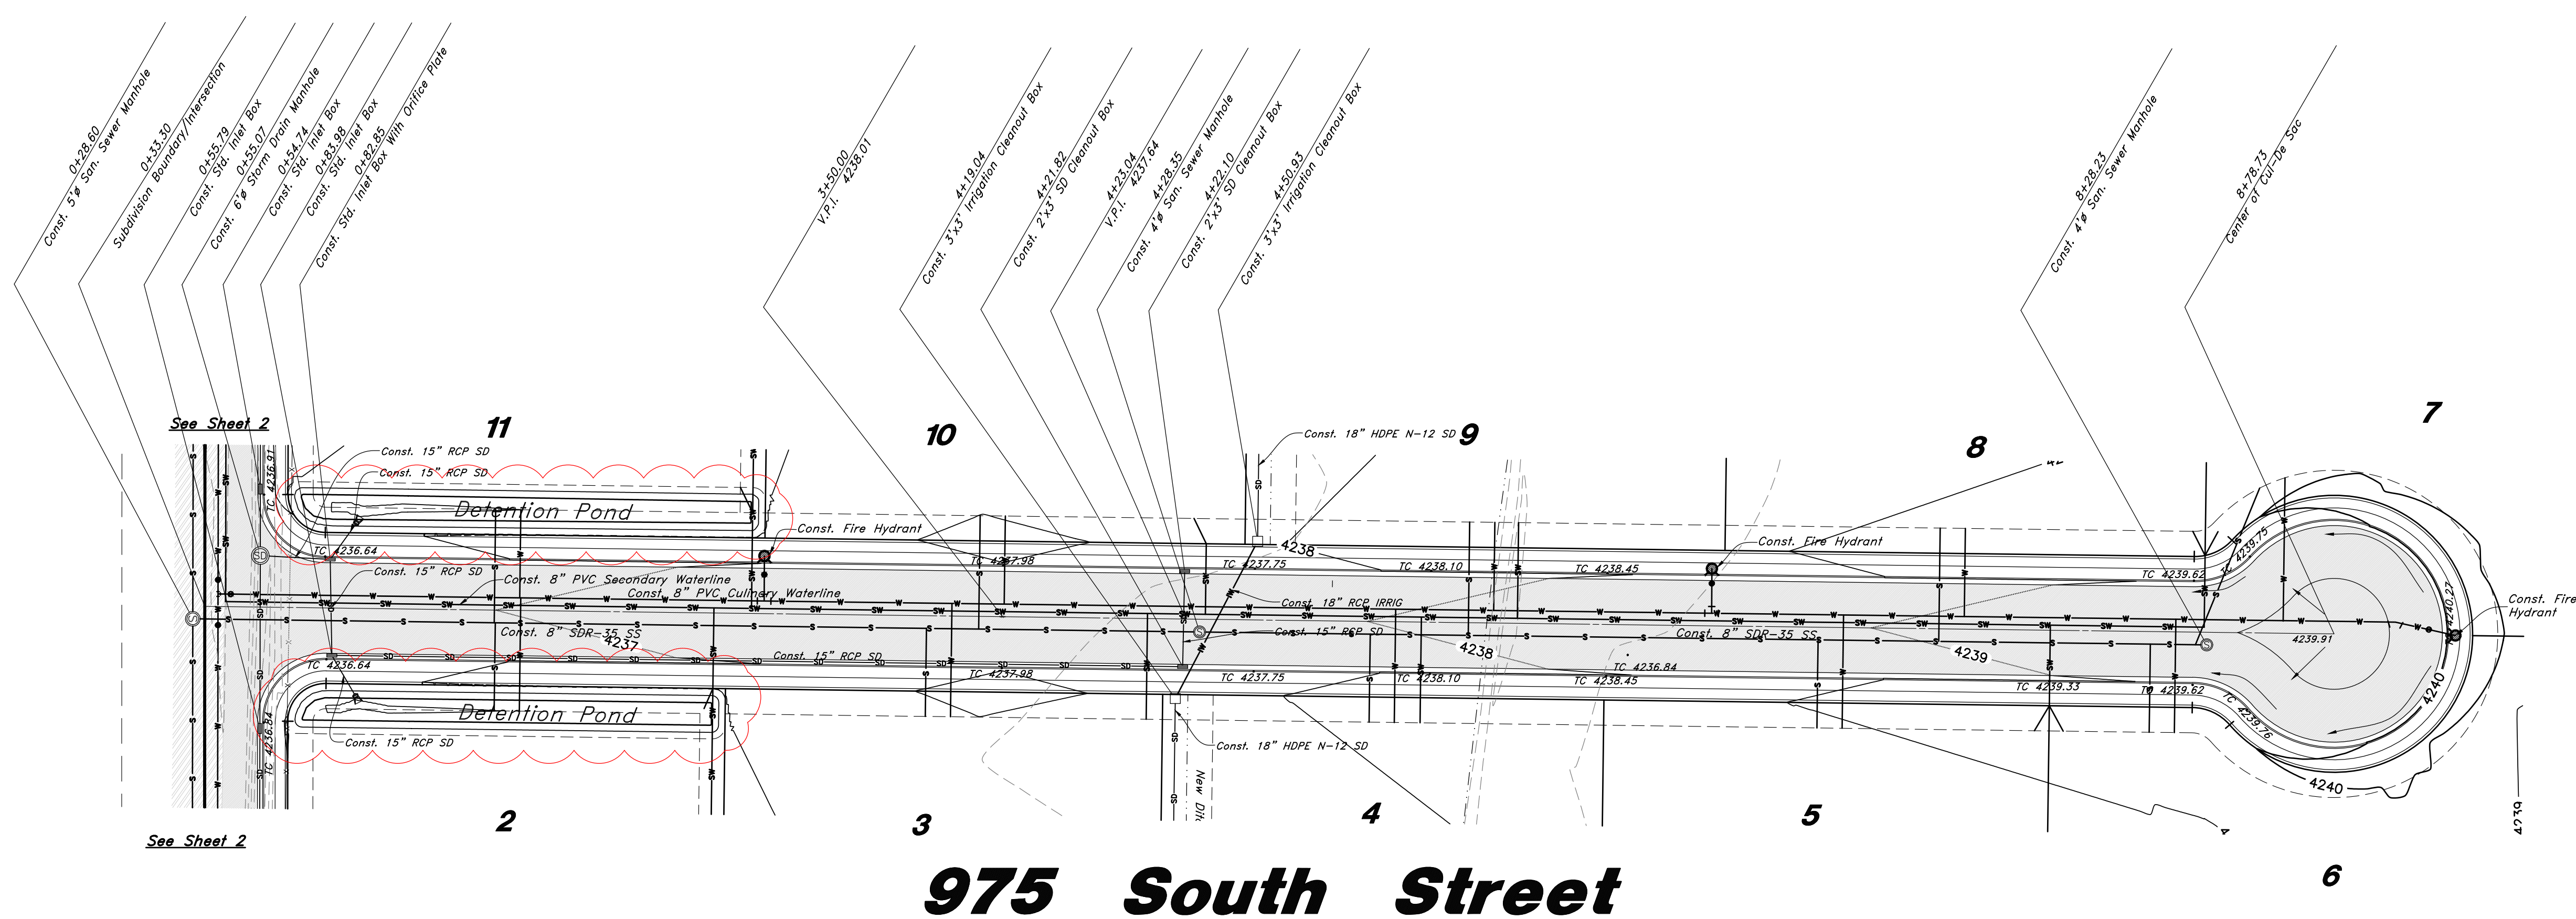 0+28.60
Const. 5'ø San. Sewer Manhole
0+33.30
Subdivision Boundary/Intersection
0+55.79
Const. Std. Inlet Box
0+55.07
Const. 6'ø Storm Drain Manhole
0+54.74
Const. Std. Inlet Box
0+83.98
Const. Std. Inlet Box
0+82.85
Const. Std. Inlet Box With Orifice Plate
3+50.00
V.P.I. 4238.01
4+19.04
Const. 3'x3' Irrigation Cleanout Box
4+21.82
Const. 2'x3' SD Cleanout Box
4+23.04
V.P.I. 4237.64
4+28.35
Const. 4'ø San. Sewer Manhole
4+22.10
Const. 2'x3' SD Cleanout Box
4+50.93
Const. 3'x3' Irrigation Cleanout Box
8+28.23
Const. 4'ø San. Sewer Manhole
8+78.73
Center of Cul-De Sac
See Sheet 2
11
10
9
8
7
Const. 15" RCP SD
Const. 15" RCP SD
Const. 18" HDPE N-12 SD
TC 4236.91
Detention Pond
Const. Fire Hydrant
Const. Fire Hydrant
TC 4236.64
TC 4237.98
4238
TC 4237.75
TC 4238.10
TC 4238.45
TC 4239.62
TC 4239.75
Const. 15" RCP SD
Const. 8" PVC Secondary Waterline
Const. 8" PVC Culinary Waterline
Const. 18" RCP IRRIG
TC 4240.27
Const. Fire
Hydrant
Const. 8" SDR-35 SS
4237
Const. 15" RCP SD
Const. 8" SDR-35 SS
4239.91
Const. 15" RCP SD
4238
4239
TC 4236.64
TC 4237.98
TC 4237.75
TC 4238.10
TC 4236.84
TC 4238.45
TC 4239.33
TC 4239.62
TC 4239.76
4240
TC 4236.84
Detention Pond
Const. 15" RCP SD
Const. 18" HDPE N-12 SD
New Dit
4240
4239
2
3
4
5
6
See Sheet 2
975 South Street